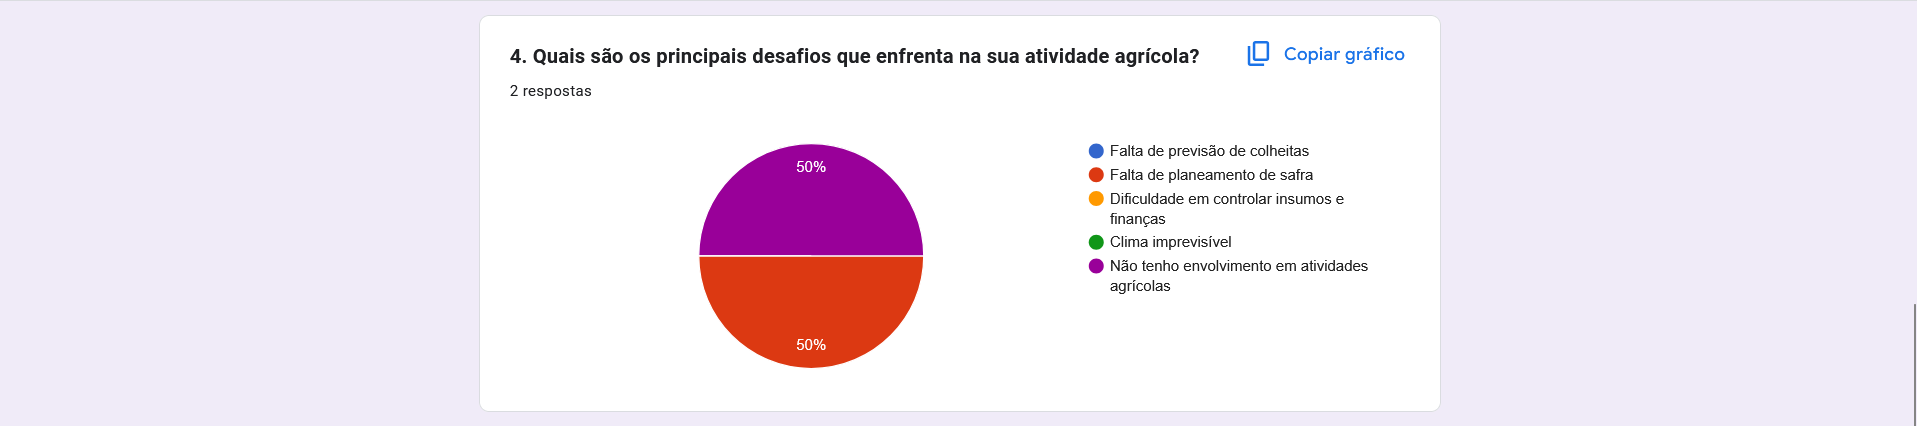 4. Quais são os principais desafios que enfrenta na sua atividade agrícola?
Copiar gráfico
2 respostas
50%
50%
Falta de previsão de colheitas
Falta de planeamento de safra
Dificuldade em controlar insumos e
finanças
Clima imprevisível
Não tenho envolvimento em atividades
agrícolas